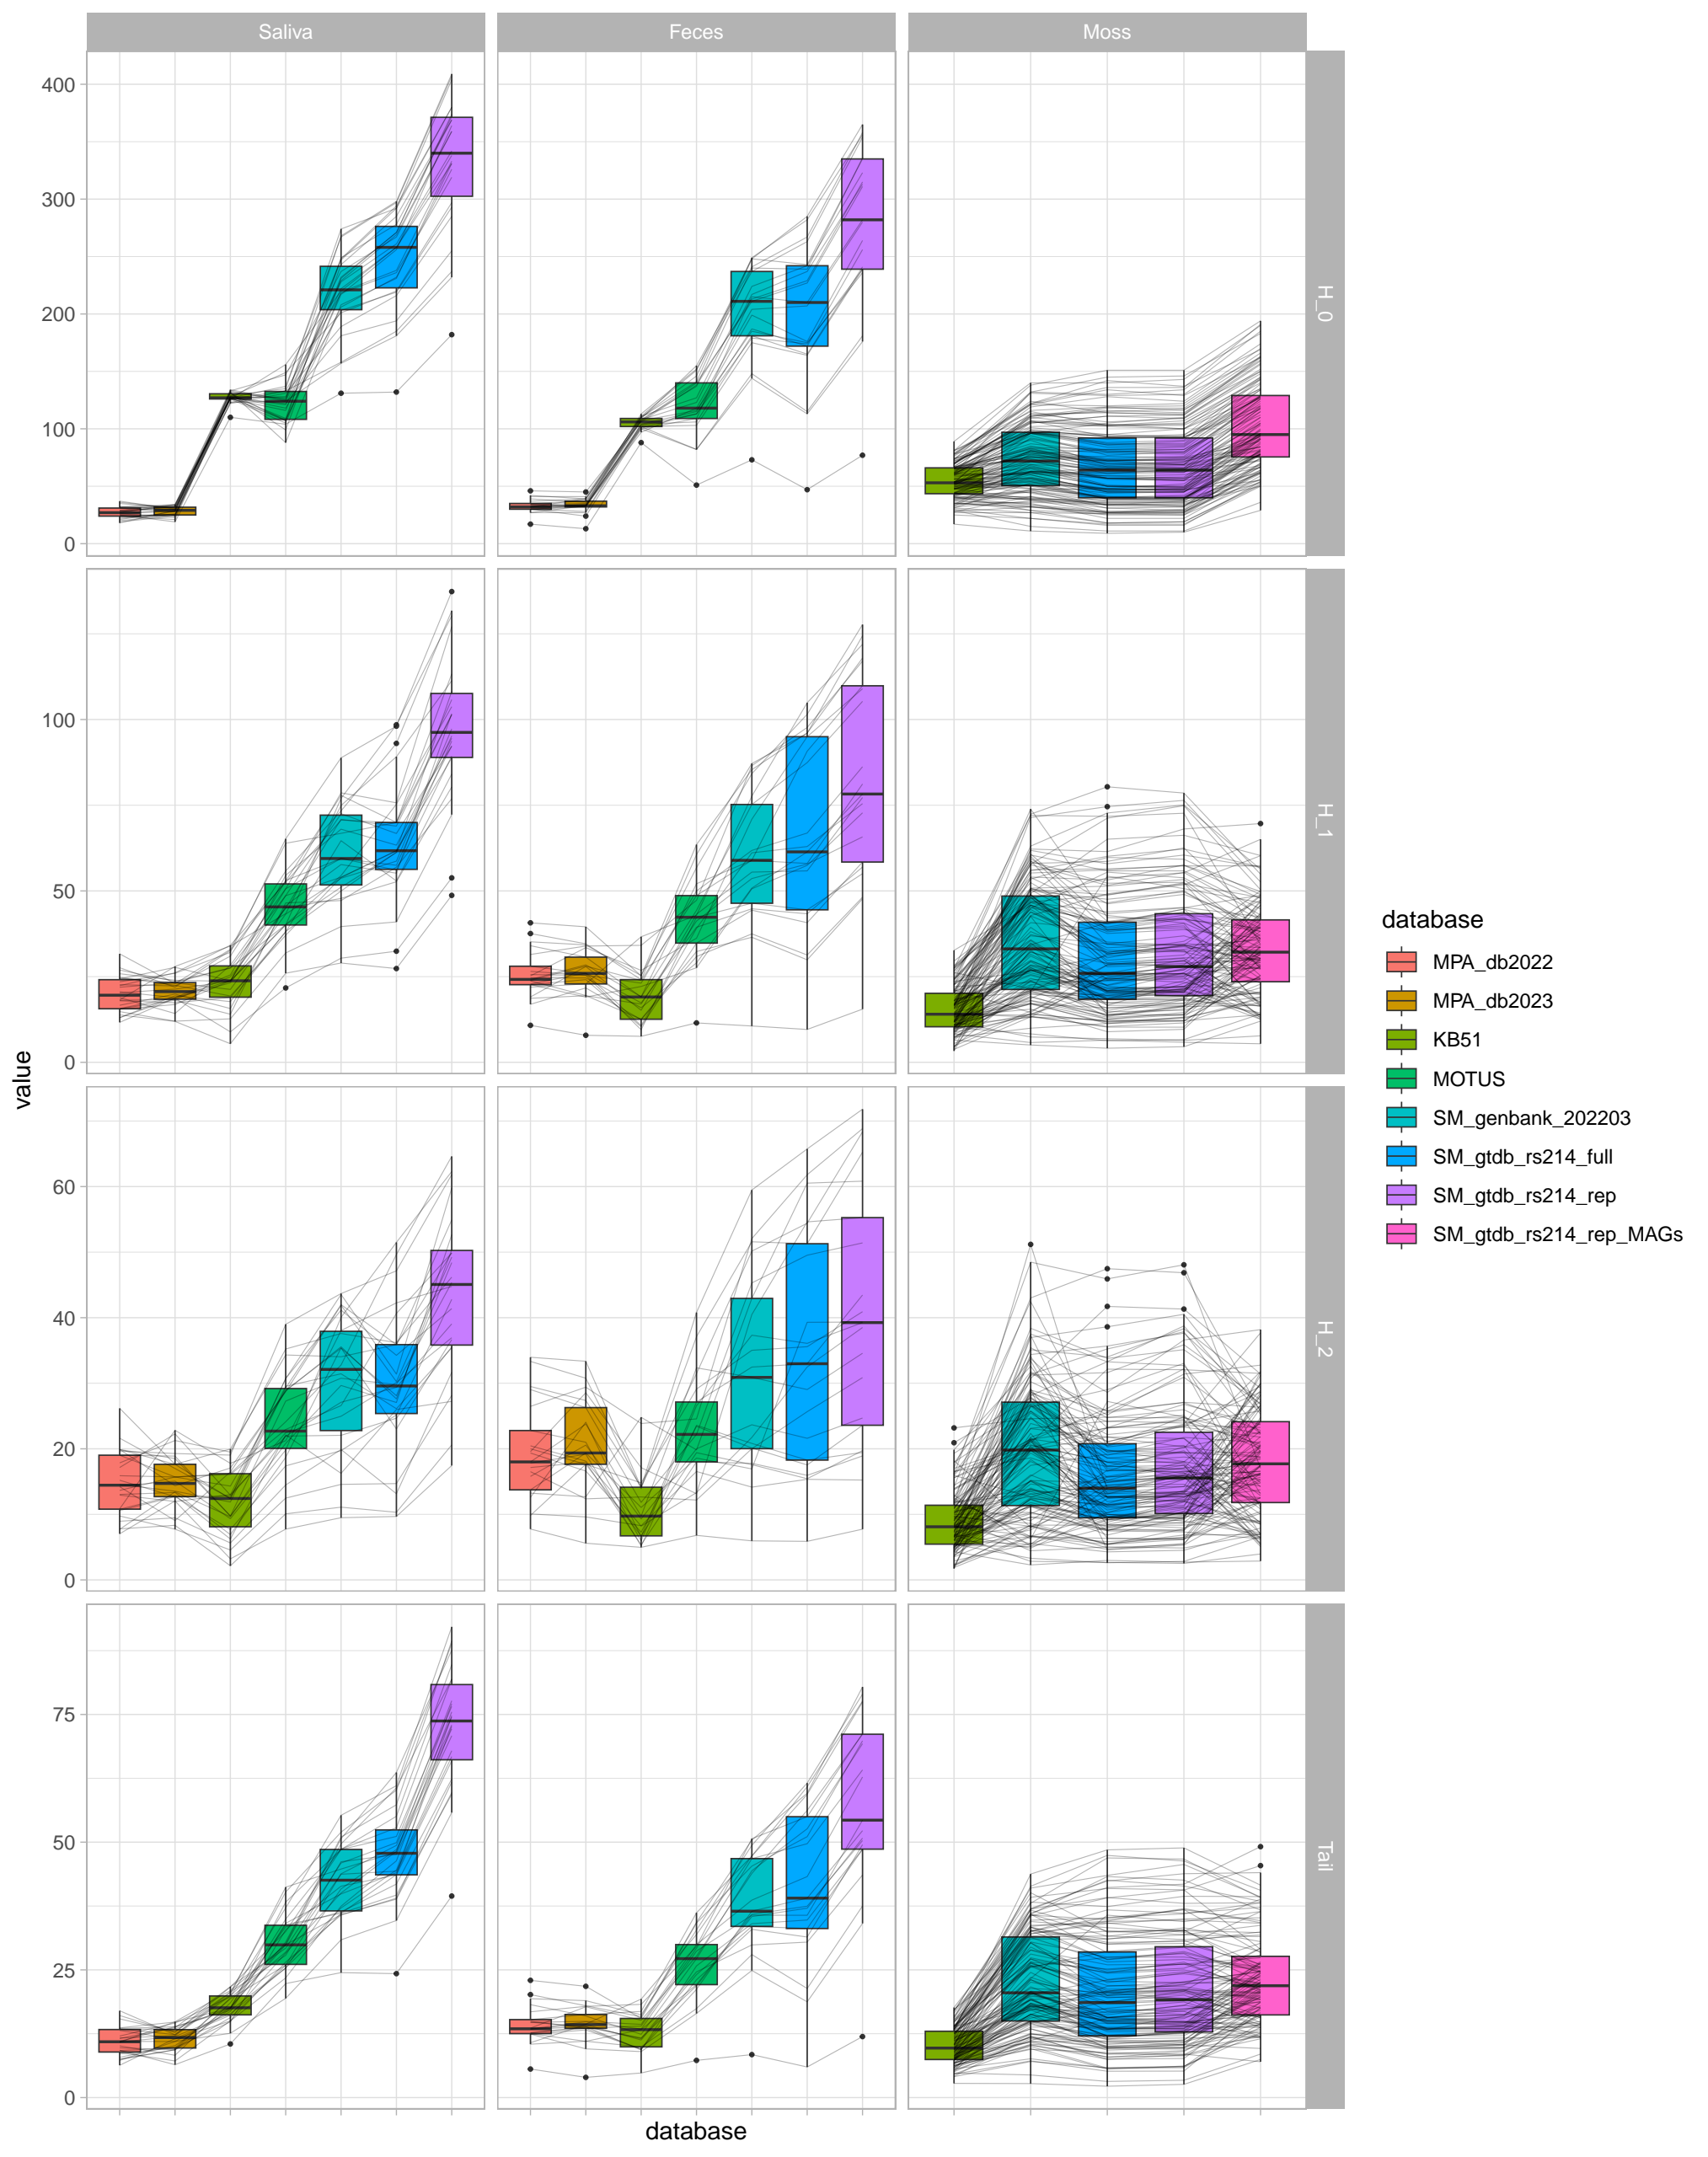 Saliva
Feces
Moss
400
300
200
100
0
H_0
100
50
0
H_1
60
40
20
0
H_2
75
50
25
0
Tail
value
database
database
MPA_db2022
MPA_db2023
KB51
MOTUS
SM_genbank_202203
SM_gtdb_rs214_full
SM_gtdb_rs214_rep
SM_gtdb_rs214_rep_MAGs